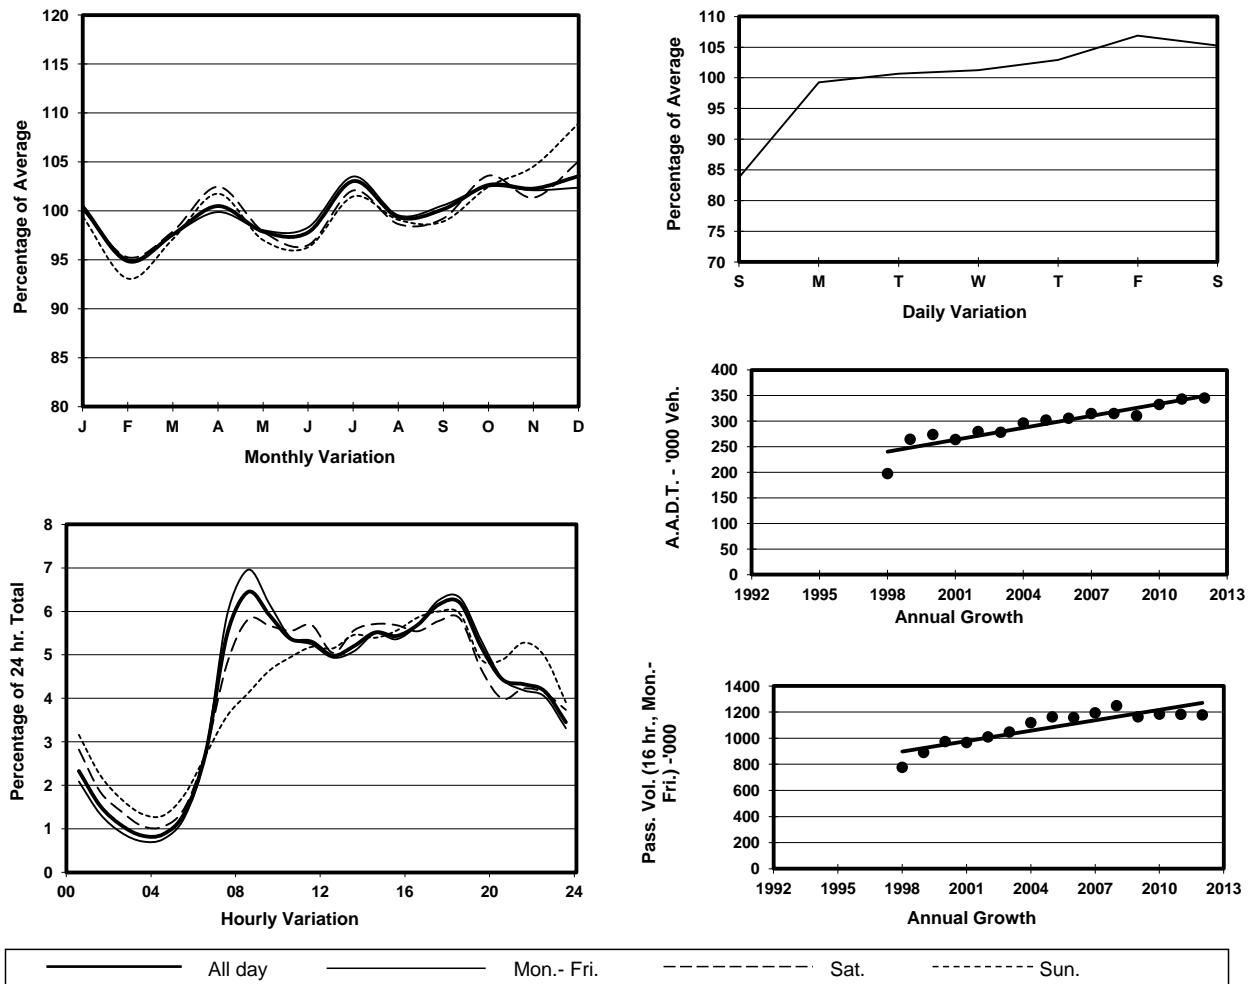 120
115
110
105
100
95
90
85
80
Percentage of Average
J F M A M J J A S O N D
Monthly Variation
110
105
100
95
90
85
80
75
70
Percentage of Average
S M T W T F S
Daily Variation
400
350
300
250
200
150
100
50
0
A.A.D.T. - '000 Veh.
1992 1995 1998 2001 2004 2007 2010 2013
Annual Growth
8
7
6
5
4
3
2
1
0
Percentage of 24 hr. Total
00 04 08 12 16 20 24
Hourly Variation
1400
1200
1000
800
600
400
200
0
Pass. Vol. (16 hr., Mon.-
Fri.) -'000
1992 1995 1998 2001 2004 2007 2010 2013
Annual Growth
All day Mon.- Fri. Sat. Sun.